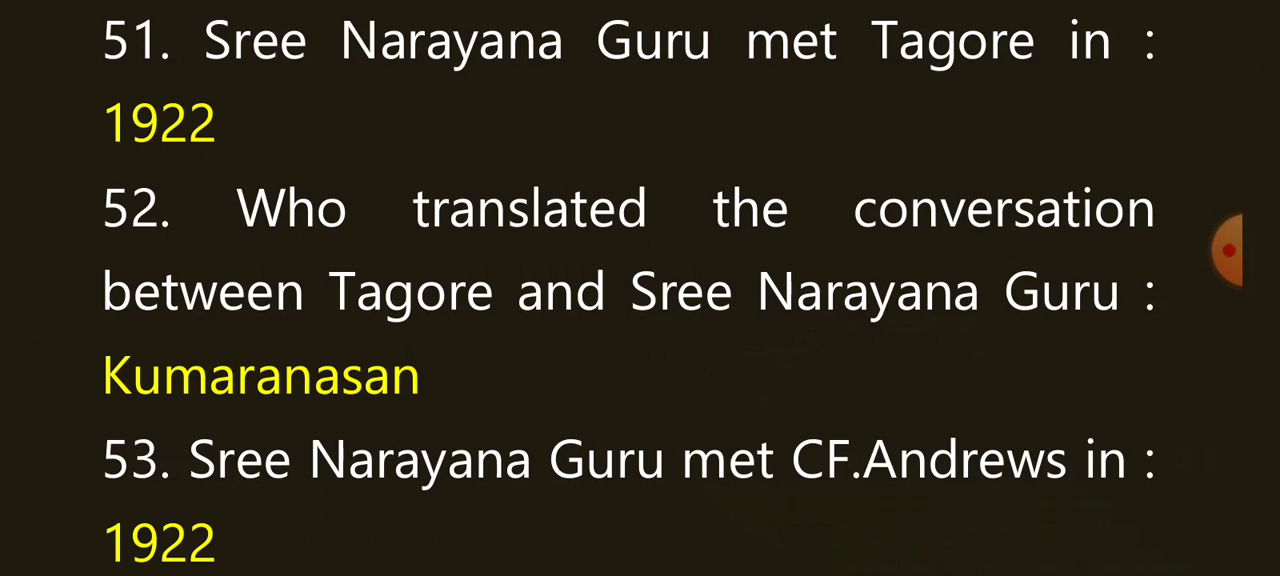 51. Sree Narayana Guru met Tagore in :
1922
52. Who translated the conversation
between Tagore and Sree Narayana Guru :
Kumaranasan
53. Sree Narayana Guru met CF.Andrews in :
1922